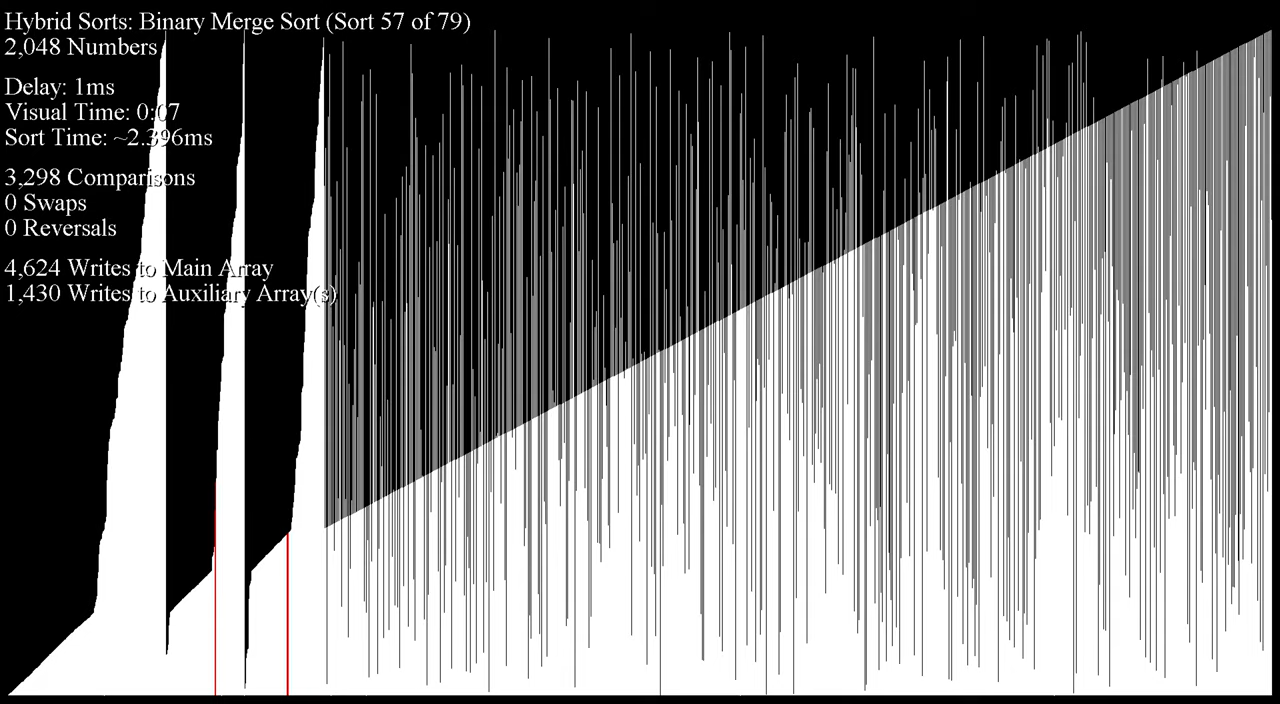 Hybrid Sorts: Binary Merge Sort (Sort 57 of 79)
2,048 Numbers
Delay: 1ms
Visual Time: 0:07
Sort Time: ~2.396ms
3,298 Comparisons
0 Swaps
0 Reversals
4,624 Writes to Main Array
1,430 Writes to Auxiliary Array(s)